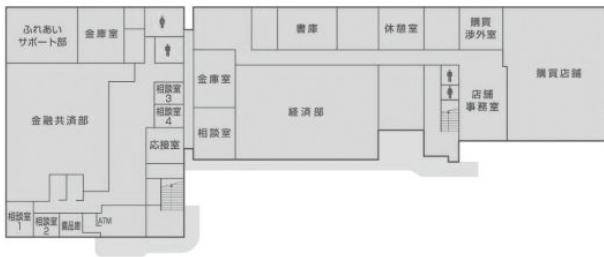 ふれあい
サポート部
金庫室
書庫
休憩室
購買
渉外室
購買店舗
金庫室
相談室
3
相談室
4
金融共済部
経済部
店舗
事務室
相談室
応接室
相談室
1
相談室
2
備品庫
ATM